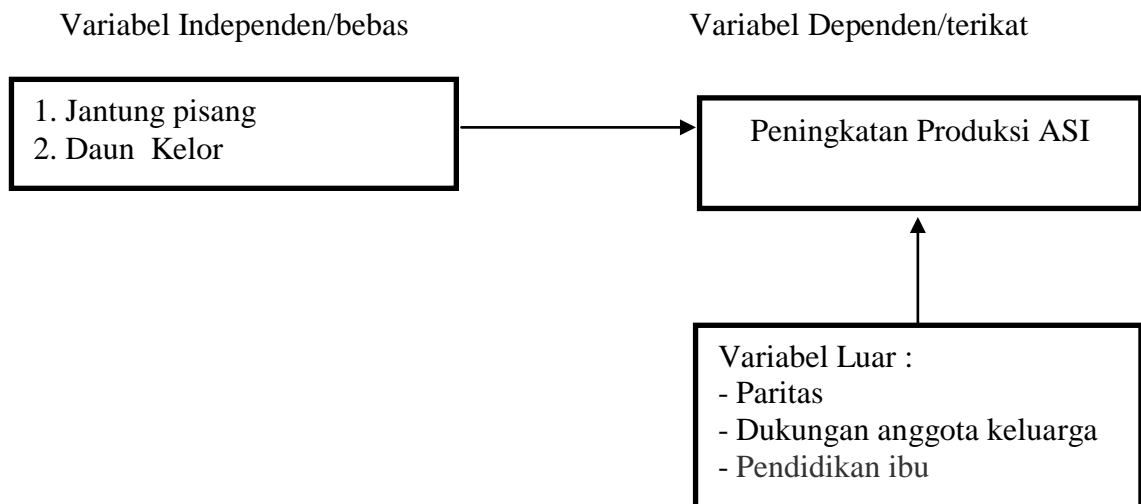 Variabel Independen/bebas
Variabel Dependen/terikat
1. Jantung pisang
2. Daun Kelor
Peningkatan Produksi ASI
Variabel Luar :
- Paritas
- Dukungan anggota keluarga
- Pendidikan ibu